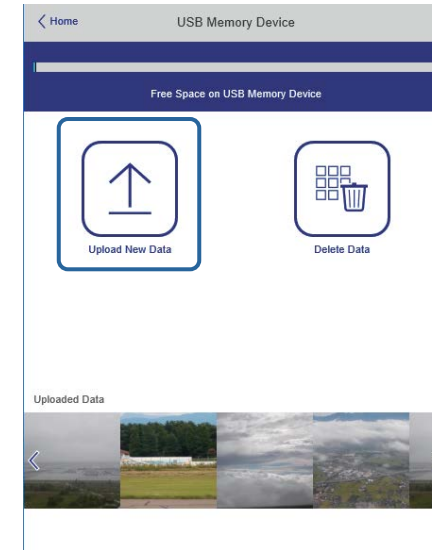 Home
USB Memory Device
Free Space on USB Memory Device
Upload New Data
Delete Data
Uploaded Data